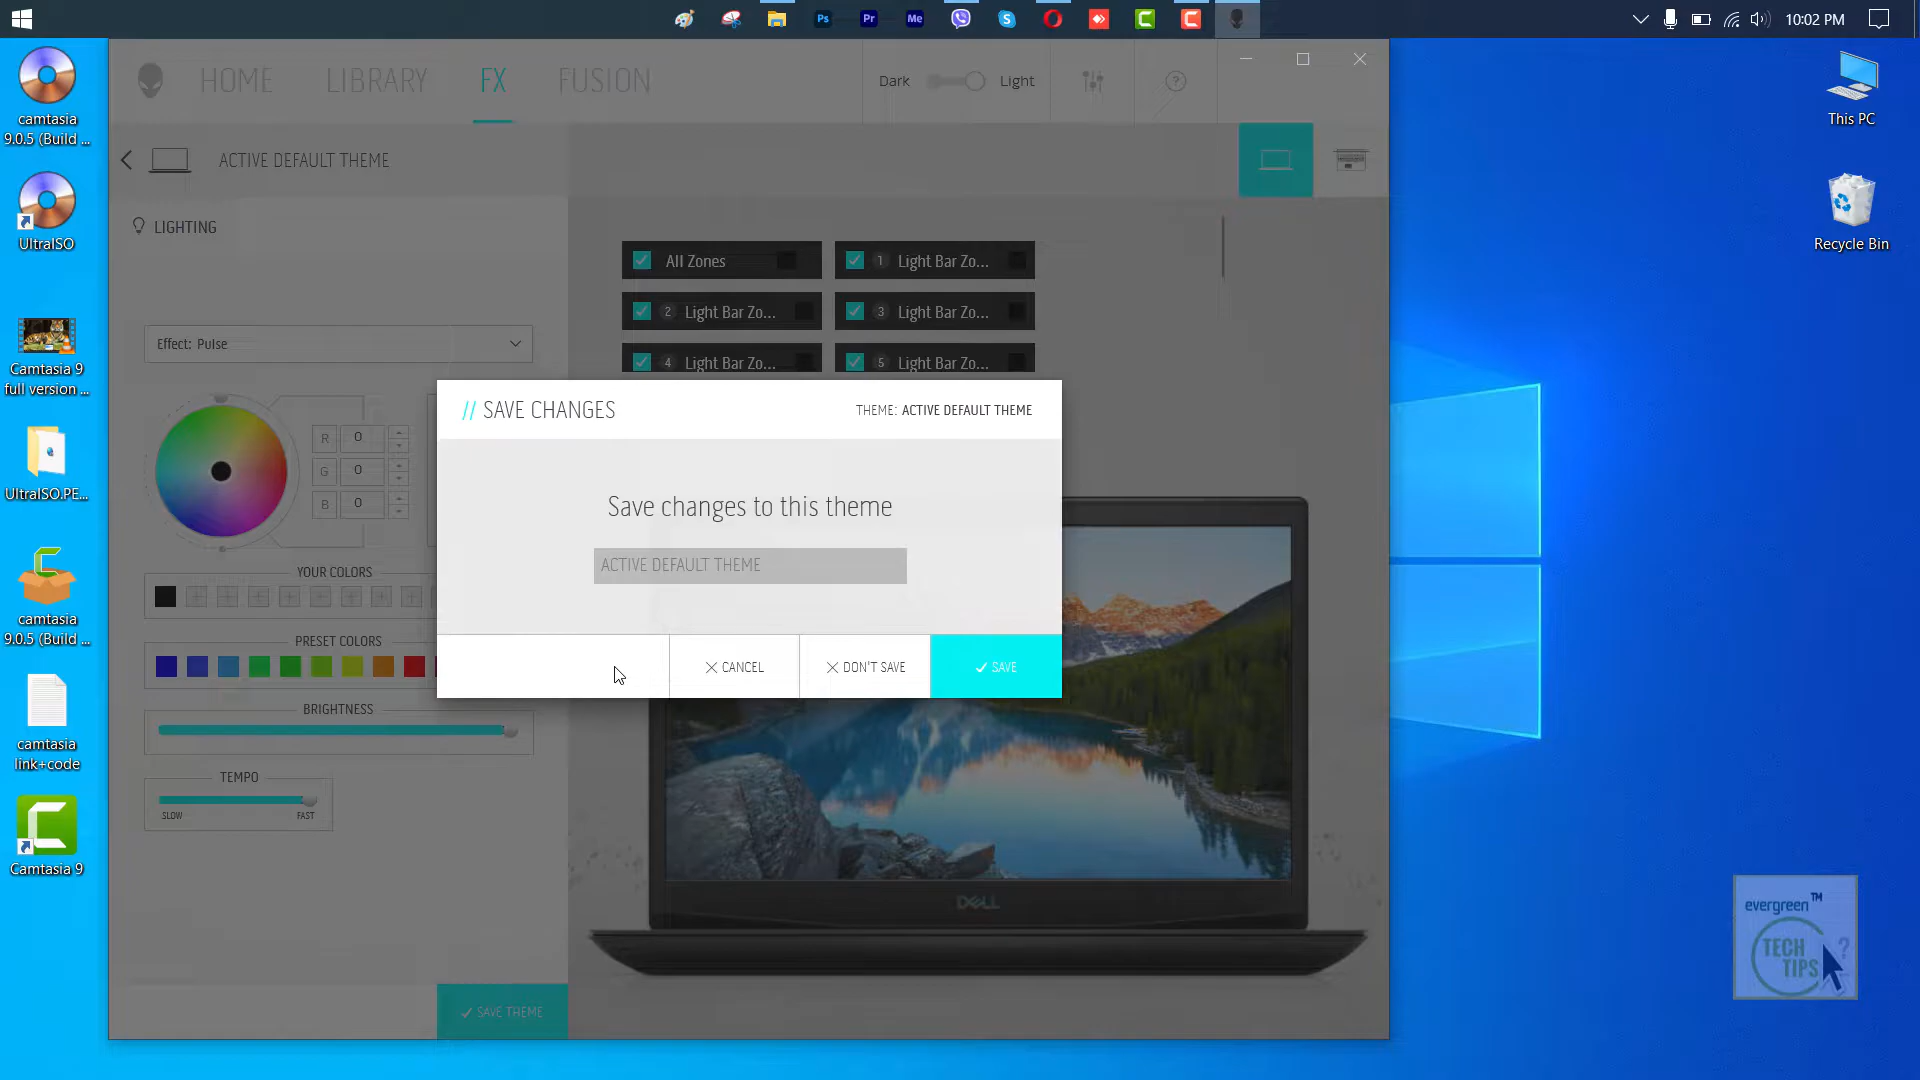 Ps
Pr
Me
10:02 PM
camtasia
9.0.5 (Build ...
UltraISO
Camtasia 9
full version ...
UltraISO.PE...
camtasia
9.0.5 (Build ...
camtasia
link+code
Camtasia 9
This PC
Recycle Bin
HOME
LIBRARY
FX
FUSION
Dark
Light
ACTIVE DEFAULT THEME
LIGHTING
Effect: Pulse
R 0
G 0
B 0
YOUR COLORS
PRESET COLORS
BRIGHTNESS
TEMPO
SLOW
FAST
SAVE THEME
All Zones
1 Light Bar Zo...
2 Light Bar Zo...
3 Light Bar Zo...
4 Light Bar Zo...
5 Light Bar Zo...
// SAVE CHANGES
THEME: ACTIVE DEFAULT THEME
Save changes to this theme
ACTIVE DEFAULT THEME
CANCEL
DON'T SAVE
SAVE
DELL
evergreen™
TECH
TIPS
?